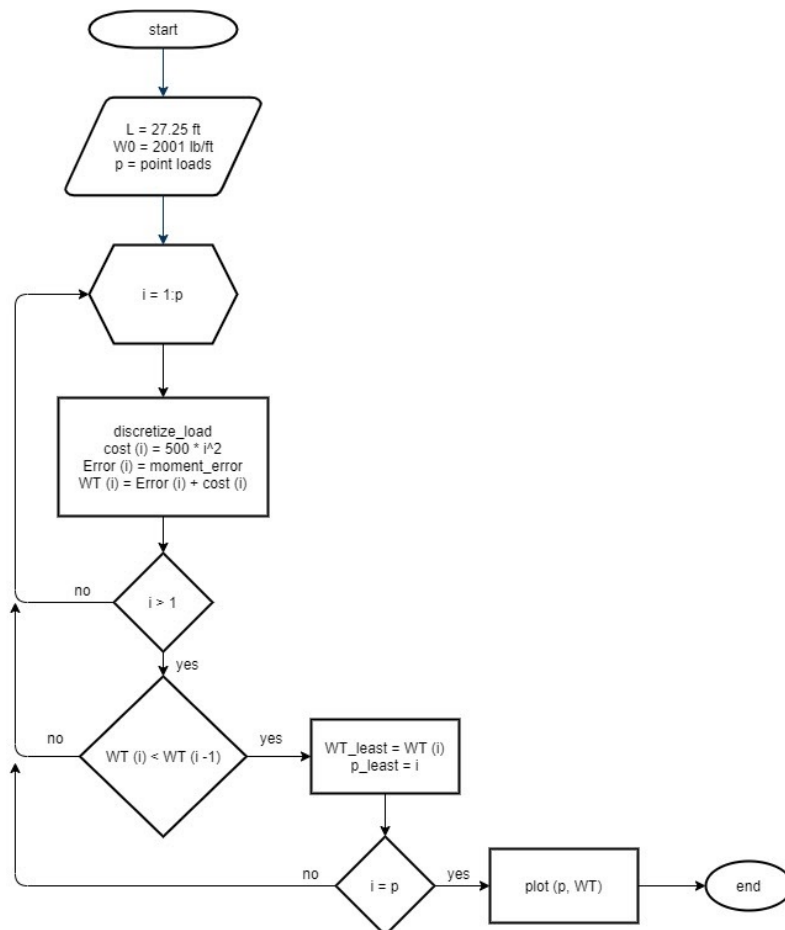 start
L = 27.25 ft
W0 = 2001 lb/ft
p = point loads
i = 1:p
discretize_load
cost (i) = 500 * i^2
Error (i) = moment_error
WT (i) = Error (i) + cost (i)
no
i > 1
yes
no
WT (i) < WT (i -1)
yes
WT_least = WT (i)
p_least = i
no
i = p
yes
plot (p, WT)
end